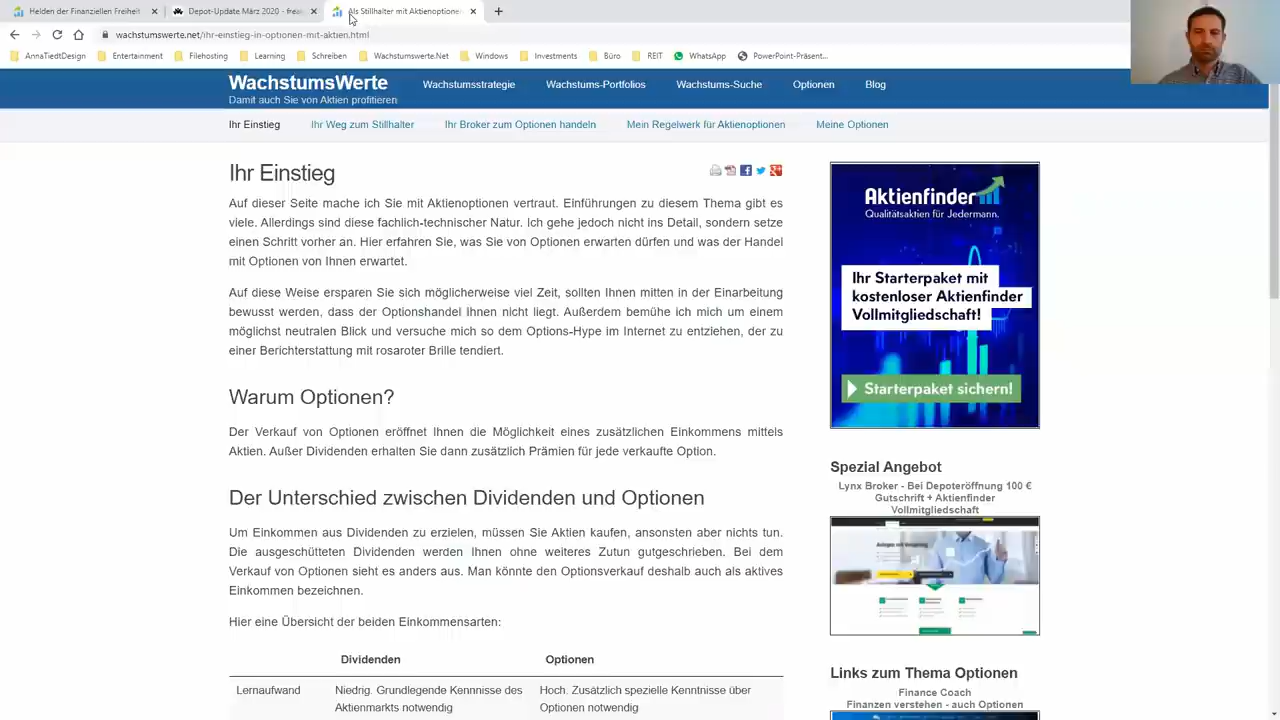 Helden der Finanziellen Freiheit
Depot-Update März 2020 - freak
Als Stillhalter mit Aktienoptione
wachstumswerte.net/ihr-einstieg-in-optionen-mit-aktien.html
AnnaTiedtDesign
Entertainment
Filehosting
Learning
Schreiben
Wachstumswerte.Net
Windows
Investments
Büro
REIT
WhatsApp
PowerPoint-Präsent...
WachstumsWerte
Damit auch Sie von Aktien profitieren
Wachstumsstrategie
Wachstums-Portfolios
Wachstums-Suche
Optionen
Blog
Ihr Einstieg
Ihr Weg zum Stillhalter
Ihr Broker zum Optionen handeln
Mein Regelwerk für Aktienoptionen
Meine Optionen
Ihr Einstieg
Auf dieser Seite mache ich Sie mit Aktienoptionen vertraut. Einführungen zu diesem Thema gibt es
viele. Allerdings sind diese fachlich-technischer Natur. Ich gehe jedoch nicht ins Detail, sondern setze
einen Schritt vorher an. Hier erfahren Sie, was Sie von Optionen erwarten dürfen und was der Handel
mit Optionen von Ihnen erwartet.
Auf diese Weise ersparen Sie sich möglicherweise viel Zeit, sollten Ihnen mitten in der Einarbeitung
bewusst werden, dass der Optionshandel Ihnen nicht liegt. Außerdem bemühe ich mich um einem
möglichst neutralen Blick und versuche mich so dem Options-Hype im Internet zu entziehen, der zu
einer Berichterstattung mit rosaroter Brille tendiert.
Warum Optionen?
Der Verkauf von Optionen eröffnet Ihnen die Möglichkeit eines zusätzlichen Einkommens mittels
Aktien. Außer Dividenden erhalten Sie dann zusätzlich Prämien für jede verkaufte Option.
Der Unterschied zwischen Dividenden und Optionen
Um Einkommen aus Dividenden zu erzielen, müssen Sie Aktien kaufen, ansonsten aber nichts tun.
Die ausgeschütteten Dividenden werden Ihnen ohne weiteres Zutun gutgeschrieben. Bei dem
Verkauf von Optionen sieht es anders aus. Man könnte den Optionsverkauf deshalb auch als aktives
Einkommen bezeichnen.
Hier eine Übersicht der beiden Einkommensarten:
Dividenden
Optionen
Lernaufwand
Niedrig. Grundlegende Kennnisse des
Aktienmarkts notwendig
Hoch. Zusätzlich spezielle Kenntnisse über
Optionen notwendig
Aktienfinder
Qualitätsaktien für Jedermann.
Ihr Starterpaket mit
kostenloser Aktienfinder
Vollmitgliedschaft!
Starterpaket sichern!
Spezial Angebot
Lynx Broker - Bei Depoteröffnung 100 €
Gutschrift + Aktienfinder
Vollmitgliedschaft
Links zum Thema Optionen
Finance Coach
Finanzen verstehen - auch Optionen